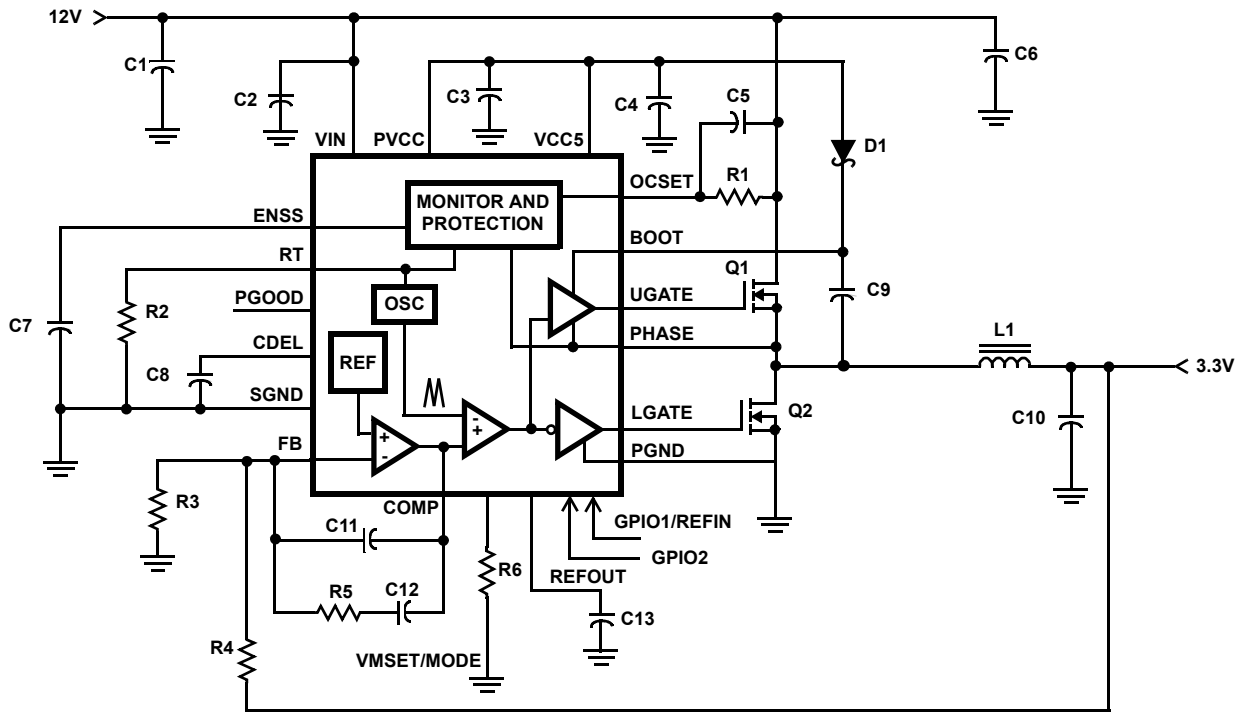 12V
C1
C2
C3
C4
C5
C6
VIN
PVCC
VCC5
D1
OCSET
R1
MONITOR AND
PROTECTION
ENSS
BOOT
RT
Q1
C9
OSC
UGATE
R2
PGOOD
C7
PHASE
L1
CDEL
REF
3.3V
C8
SGND
LGATE
Q2
C10
FB
+
-
-
+
PGND
R3
COMP
GPIO1/REFIN
C11
GPIO2
R6
REFOUT
R5
C12
C13
R4
VMSET/MODE